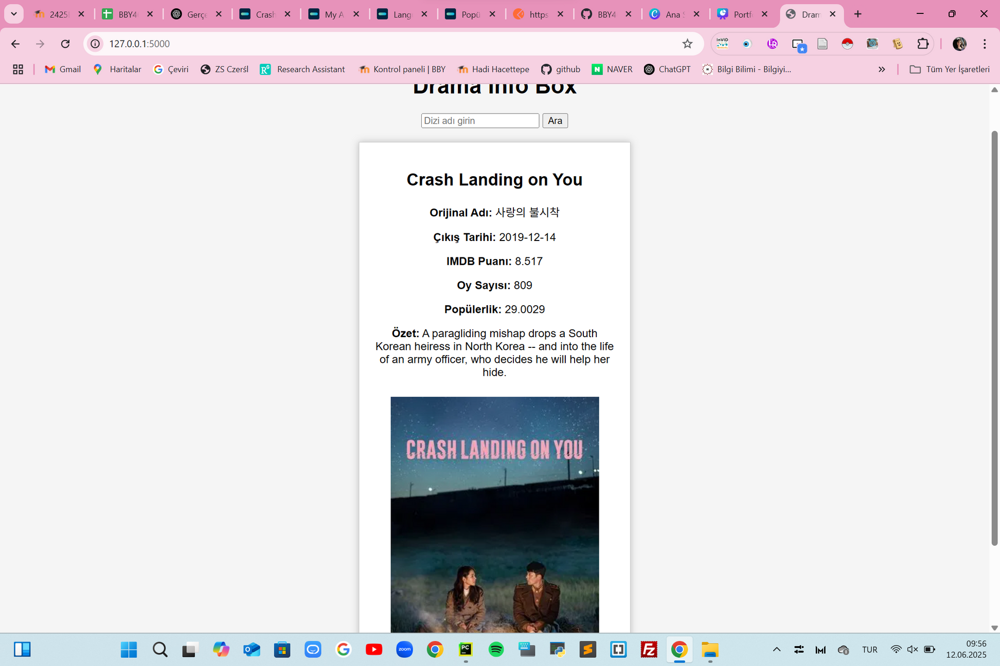 2425
BBY4
Gerçe
Crash
My A
Lang
Popü
https
BBY4
Ana S
Portf
Dram
127.0.0.1:5000
InVID
Gmail
Haritalar
Çeviri
ZS Czerśl
Research Assistant
Kontrol paneli | BBY
Hadi Hacettepe
github
NAVER
ChatGPT
Bilgi Bilimi - Bilgiyi...
»
Tüm Yer İşaretleri
Drama Info Box
Dizi adı girin
Ara
Crash Landing on You
Orijinal Adı: 사랑의 불시착
Çıkış Tarihi: 2019-12-14
IMDB Puanı: 8.517
Oy Sayısı: 809
Popülerlik: 29.0029
Özet: A paragliding mishap drops a South
Korean heiress in North Korea -- and into the life
of an army officer, who decides he will help her
hide.
CRASH LANDING ON YOU
zoom
PC
TUR
09:56
12.06.2025